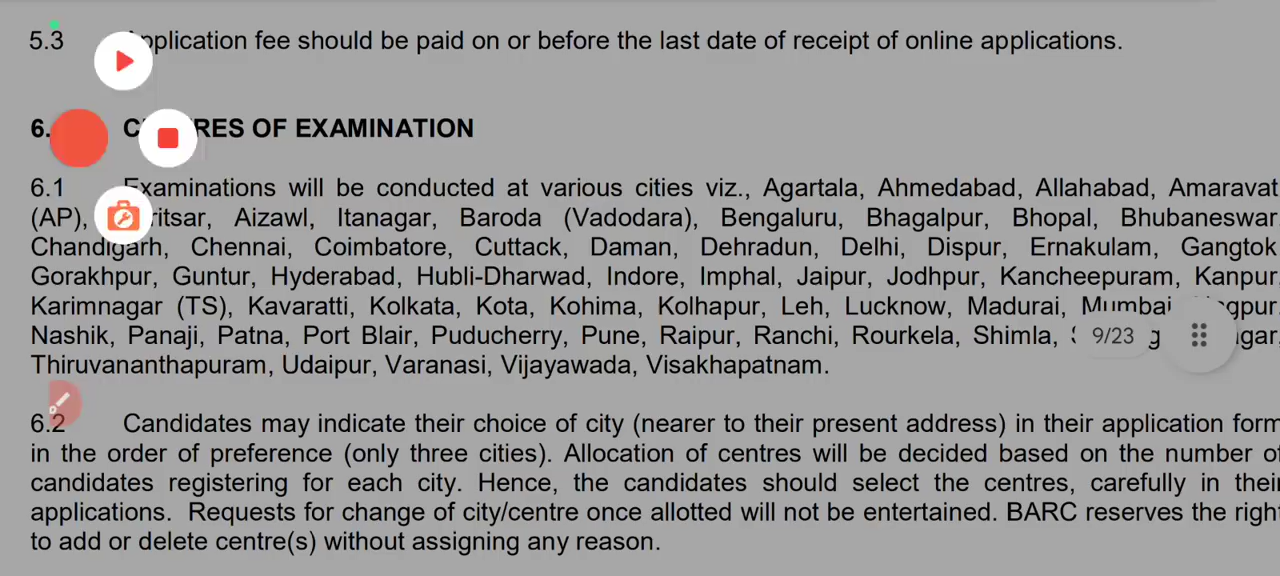 5.3 pplication fee should be paid on or before the last date of receipt of online applications.
6. C RES OF EXAMINATION
6.1 Examinations will be conducted at various cities viz., Agartala, Ahmedabad, Allahabad, Amaravat
(AP), ritsar, Aizawl, Itanagar, Baroda (Vadodara), Bengaluru, Bhagalpur, Bhopal, Bhubaneswar
Chandigarh, Chennai, Coimbatore, Cuttack, Daman, Dehradun, Delhi, Dispur, Ernakulam, Gangtok
Gorakhpur, Guntur, Hyderabad, Hubli-Dharwad, Indore, Imphal, Jaipur, Jodhpur, Kancheepuram, Kanpur,
Karimnagar (TS), Kavaratti, Kolkata, Kota, Kohima, Kolhapur, Leh, Lucknow, Madurai, Mumbai gpur,
Nashik, Panaji, Patna, Port Blair, Puducherry, Pune, Raipur, Ranchi, Rourkela, Shimla, 9/23 gar,
Thiruvananthapuram, Udaipur, Varanasi, Vijayawada, Visakhapatnam.
6.2 Candidates may indicate their choice of city (nearer to their present address) in their application form
in the order of preference (only three cities). Allocation of centres will be decided based on the number of
candidates registering for each city. Hence, the candidates should select the centres, carefully in their
applications. Requests for change of city/centre once allotted will not be entertained. BARC reserves the right
to add or delete centre(s) without assigning any reason.